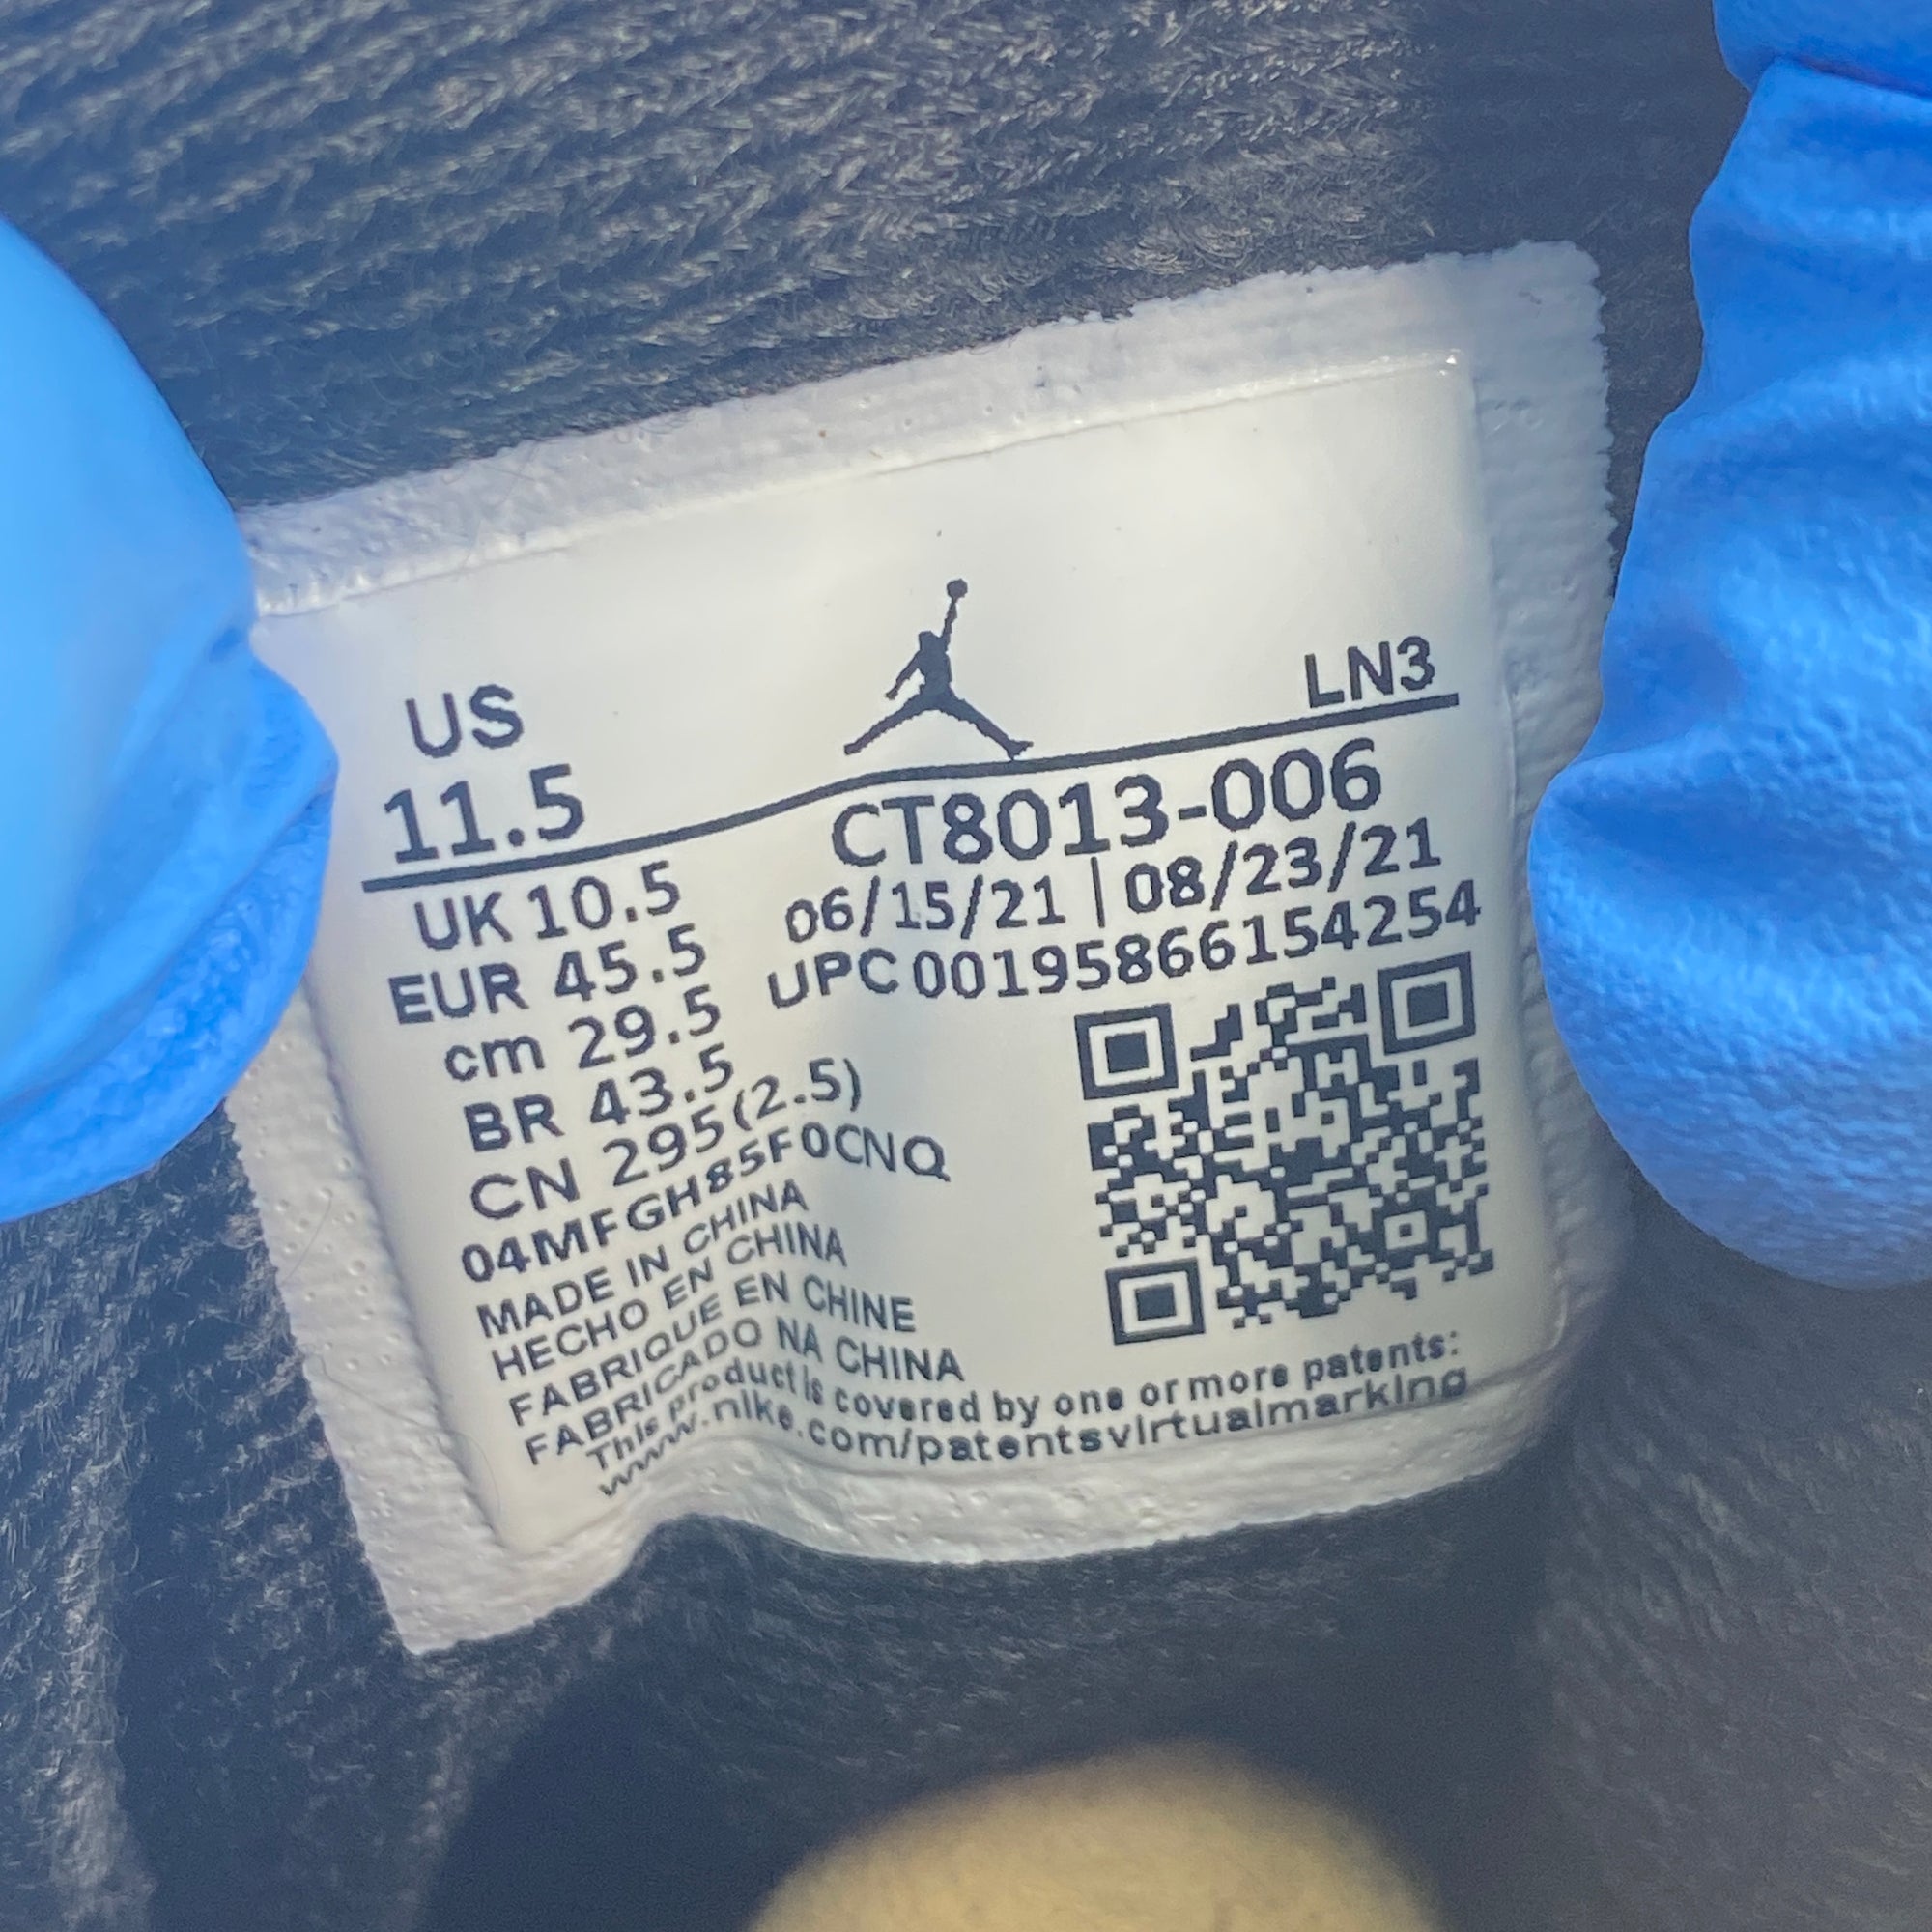 US
11.5
LN3
CT8013-006
06/15/21 | 08/23/21
UPC 00195866154254
UK 10.5
EUR 45.5
cm 29.5
BR 43.5
CN 295(2.5)
04MFGH85F0CNQ
MADE IN CHINA
HECHO EN CHINA
FABRIQUE EN CHINE
FABRICADO NA CHINA
This product is covered by one or more patents:
www.nike.com/patentsvirtualmarking